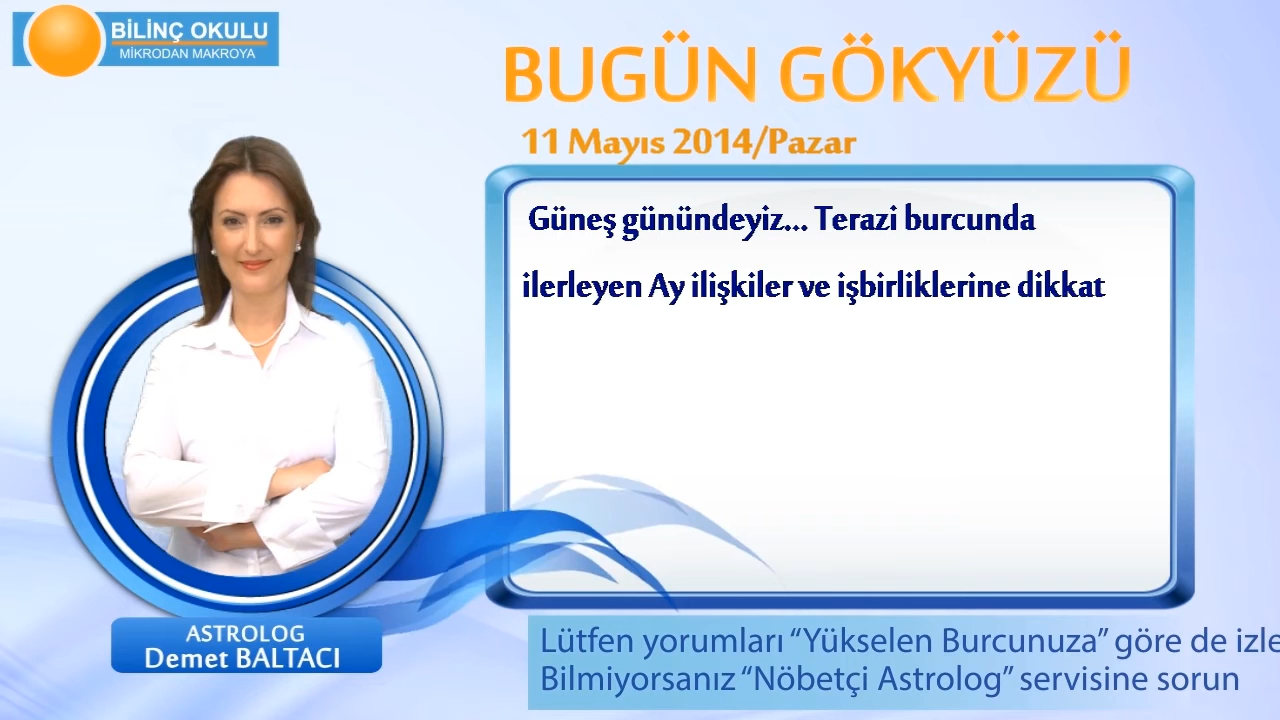 BİLİNÇ OKULU
MİKRODAN MAKROYA
BUGÜN GÖKYÜZÜ
11 Mayıs 2014/Pazar
Güneş günündeyiz... Terazi burcunda
ilerleyen Ay ilişkiler ve işbirliklerine dikkat
ASTROLOG
Demet BALTACI
Lütfen yorumları “Yükselen Burcunuza” göre de izle
Bilmiyorsanız “Nöbetçi Astrolog” servisine sorun